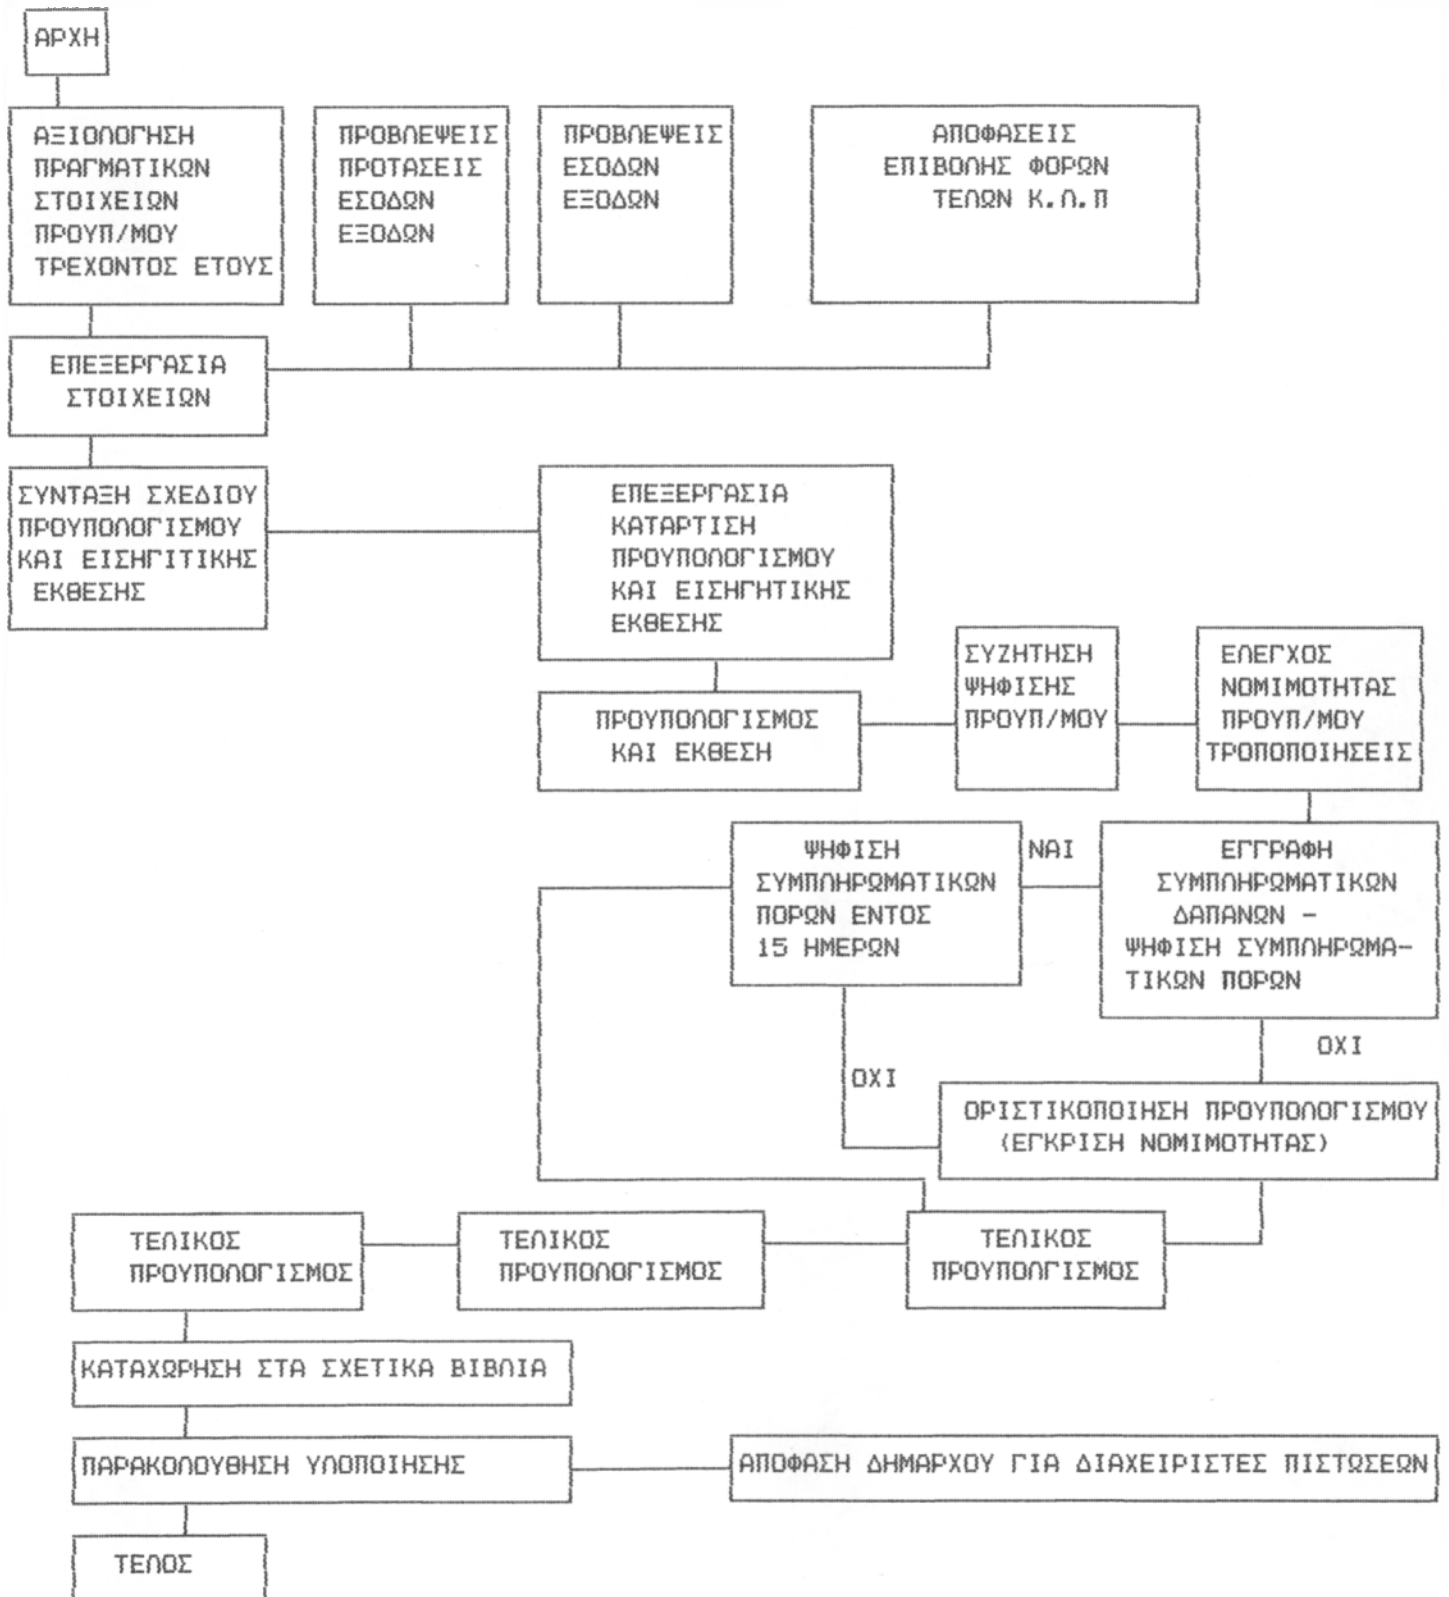 ΑΡΧΗ
ΑΞΙΟΛΟΓΗΣΗ
ΠΡΑΓΜΑΤΙΚΩΝ
ΣΤΟΙΧΕΙΩΝ
ΠΡΟΥΠ/ΜΟΥ
ΤΡΕΧΟΝΤΟΣ ΕΤΟΥΣ
ΠΡΟΒΛΕΨΕΙΣ
ΠΡΟΤΑΣΕΙΣ
ΕΣΟΔΩΝ
ΕΞΟΔΩΝ
ΠΡΟΒΛΕΨΕΙΣ
ΕΣΟΔΩΝ
ΕΞΟΔΩΝ
ΑΠΟΦΑΣΕΙΣ
ΕΠΙΒΟΛΗΣ ΦΟΡΩΝ
ΤΕΛΩΝ Κ.Λ.Π
ΕΠΕΞΕΡΓΑΣΙΑ
ΣΤΟΙΧΕΙΩΝ
ΣΥΝΤΑΞΗ ΣΧΕΔΙΟΥ
ΠΡΟΥΠΟΛΟΓΙΣΜΟΥ
ΚΑΙ ΕΙΣΗΓΙΤΙΚΗΣ
ΕΚΘΕΣΗΣ
ΕΠΕΞΕΡΓΑΣΙΑ
ΚΑΤΑΡΤΙΣΗ
ΠΡΟΥΠΟΛΟΓΙΣΜΟΥ
ΚΑΙ ΕΙΣΗΓΗΤΙΚΗΣ
ΕΚΘΕΣΗΣ
ΠΡΟΥΠΟΛΟΓΙΣΜΟΣ
ΚΑΙ ΕΚΘΕΣΗ
ΣΥΖΗΤΗΣΗ
ΨΗΦΙΣΗΣ
ΠΡΟΥΠ/ΜΟΥ
ΕΛΕΓΧΟΣ
ΝΟΜΙΜΟΤΗΤΑΣ
ΠΡΟΥΠ/ΜΟΥ
ΤΡΟΠΟΠΟΙΗΣΕΙΣ
ΨΗΦΙΣΗ
ΣΥΜΠΛΗΡΩΜΑΤΙΚΩΝ
ΠΟΡΩΝ ΕΝΤΟΣ
15 ΗΜΕΡΩΝ
ΝΑΙ
ΕΓΓΡΑΦΗ
ΣΥΜΠΛΗΡΩΜΑΤΙΚΩΝ
ΔΑΠΑΝΩΝ -
ΨΗΦΙΣΗ ΣΥΜΠΛΗΡΩΜΑ-
ΤΙΚΩΝ ΠΟΡΩΝ
ΟΧΙ
ΟΧΙ
ΟΡΙΣΤΙΚΟΠΟΙΗΣΗ ΠΡΟΥΠΟΛΟΓΙΣΜΟΥ
(ΕΓΚΡΙΣΗ ΝΟΜΙΜΟΤΗΤΑΣ)
ΤΕΛΙΚΟΣ
ΠΡΟΥΠΟΛΟΓΙΣΜΟΣ
ΤΕΛΙΚΟΣ
ΠΡΟΥΠΟΛΟΓΙΣΜΟΣ
ΤΕΛΙΚΟΣ
ΠΡΟΥΠΟΛΓΙΣΜΟΣ
ΚΑΤΑΧΩΡΗΣΗ ΣΤΑ ΣΧΕΤΙΚΑ ΒΙΒΛΙΑ
ΠΑΡΑΚΟΛΟΥΘΗΣΗ ΥΛΟΠΟΙΗΣΗΣ
ΑΠΟΦΑΣΗ ΔΗΜΑΡΧΟΥ ΓΙΑ ΔΙΑΧΕΙΡΙΣΤΕΣ ΠΙΣΤΩΣΕΩΝ
ΤΕΛΟΣ